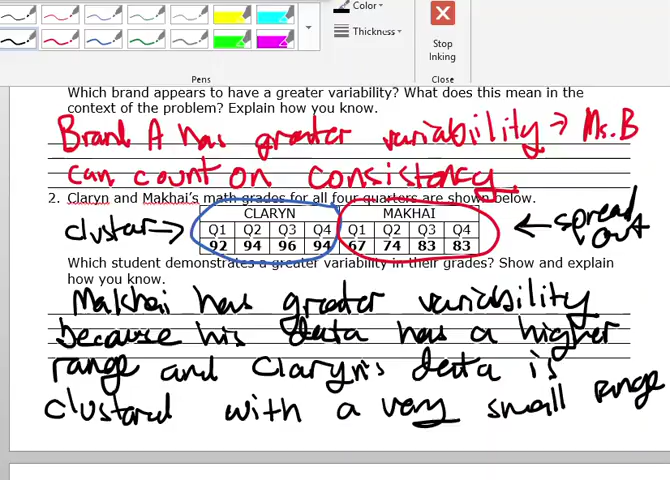 Color
Thickness
Stop
Inking
Pens
Close
Which brand appears to have a greater variability? What does this mean in the
context of the problem? Explain how you know.
Brand A has greater variability → Ms. B
can count on consistency
2. Claryn and Makhai's math grades for all four quarters are shown below.
CLARYN MAKHAI
clustar → Q1 Q2 Q3 Q4 Q1 Q2 Q3 Q4 ← spread out
92 94 96 94 67 74 83 83
Which student demonstrates a greater variability in their grades? Show and explain
how you know.
Makhai has greater variability
because his data has a higher
range and Claryn's data is
clustard with a very small range